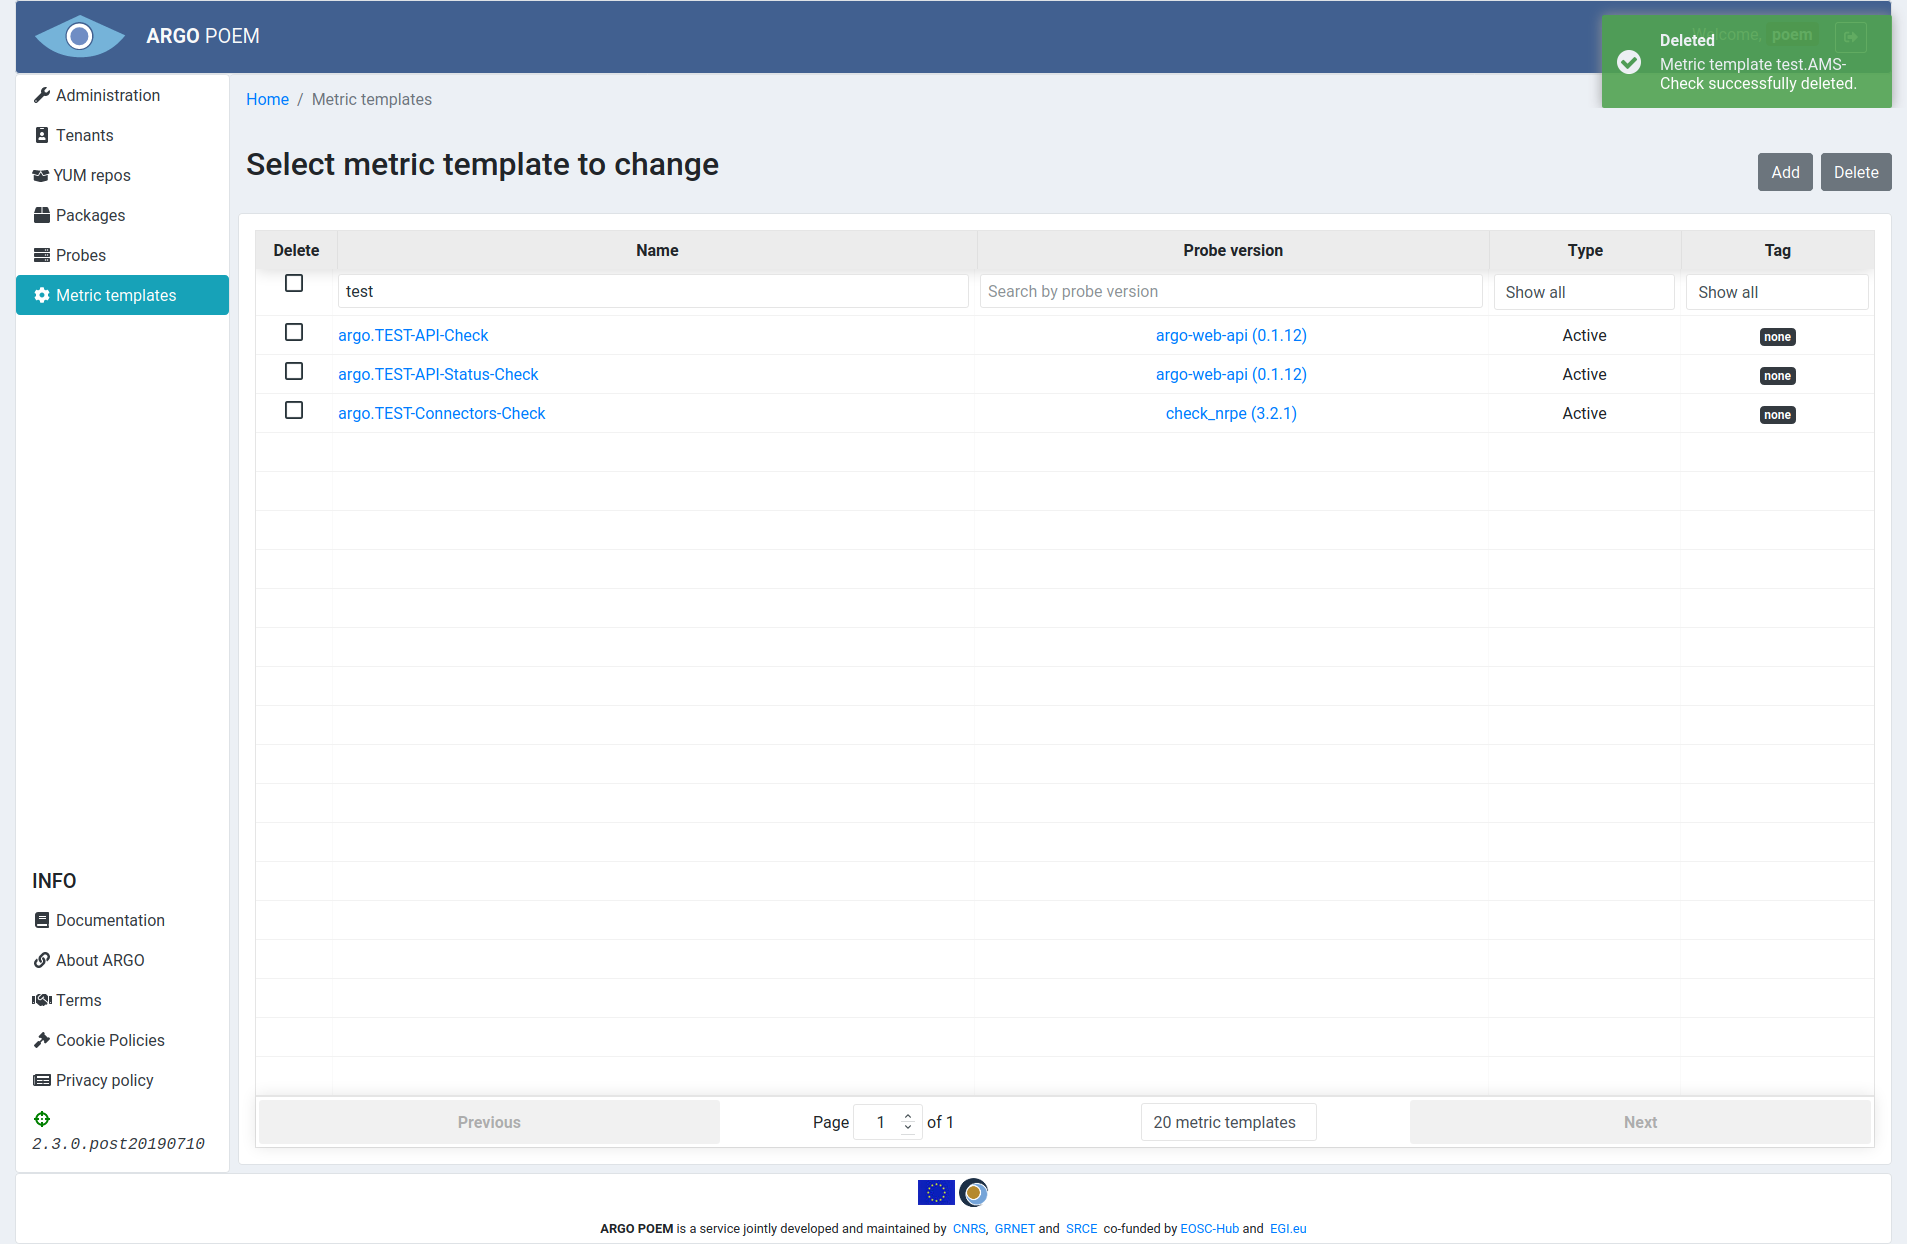 ARGO POEM
Welcome, poem
Deleted
Metric template test.AMS-
Check successfully deleted.
Administration
Tenants
YUM repos
Packages
Probes
Metric templates
Home / Metric templates
Select metric template to change
Add
Delete
Delete Name Probe version Type Tag
test Search by probe version Show all Show all
argo.TEST-API-Check argo-web-api (0.1.12) Active none
argo.TEST-API-Status-Check argo-web-api (0.1.12) Active none
argo.TEST-Connectors-Check check_nrpe (3.2.1) Active none
INFO
Documentation
About ARGO
Terms
Cookie Policies
Privacy policy
2.3.0.post20190710
Previous Page 1 of 1 20 metric templates Next
ARGO POEM is a service jointly developed and maintained by CNRS, GRNET and SRCE co-funded by EOSC-Hub and EGI.eu